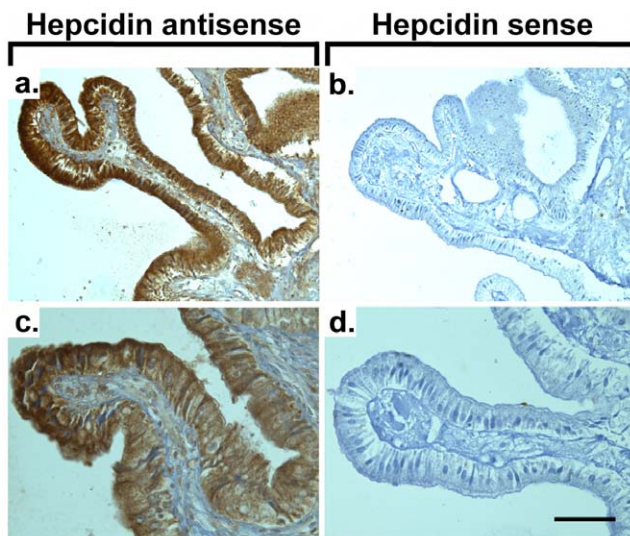 Hepcidin antisense
Hepcidin sense
a.
b.
c.
d.